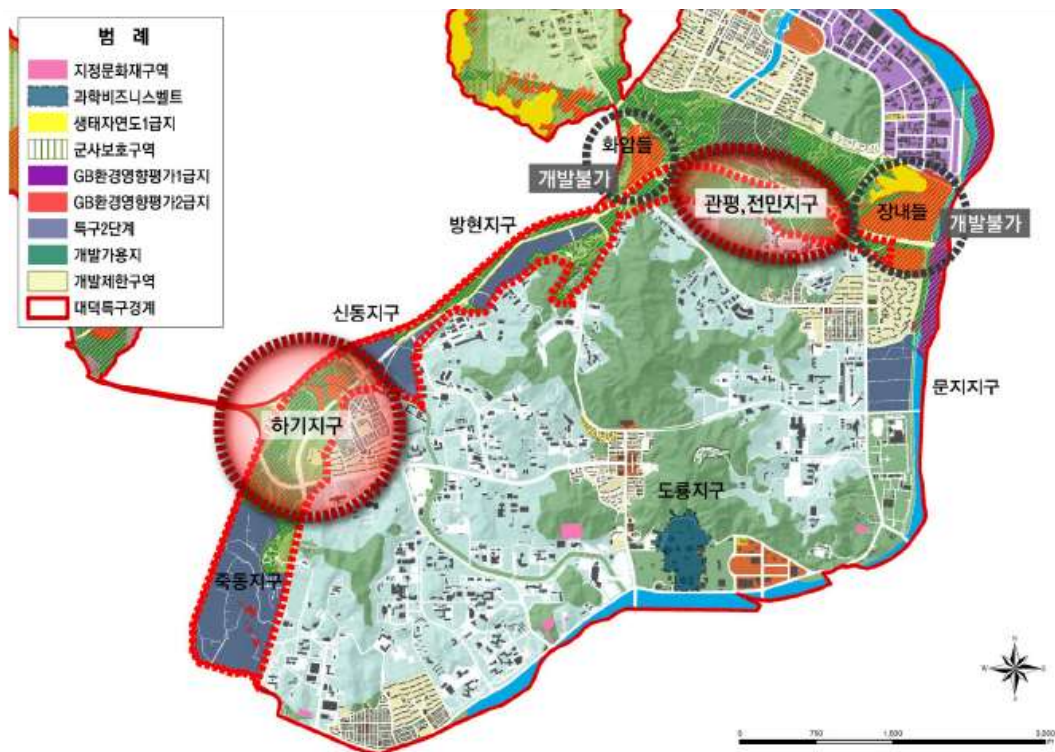 범 례
지정문화재구역
과학비즈니스벨트
생태자연도1급지
군사보호구역
GB환경영향평가1급지
GB환경영향평가2급지
특구2단계
개발가용지
개발제한구역
대덕특구경계
화암들
개발불가
관평,전민지구
장내들
개발불가
방현지구
신동지구
하기지구
문지지구
도룡지구
죽동지구
N
W
E
S
0 750 1,500 3,000